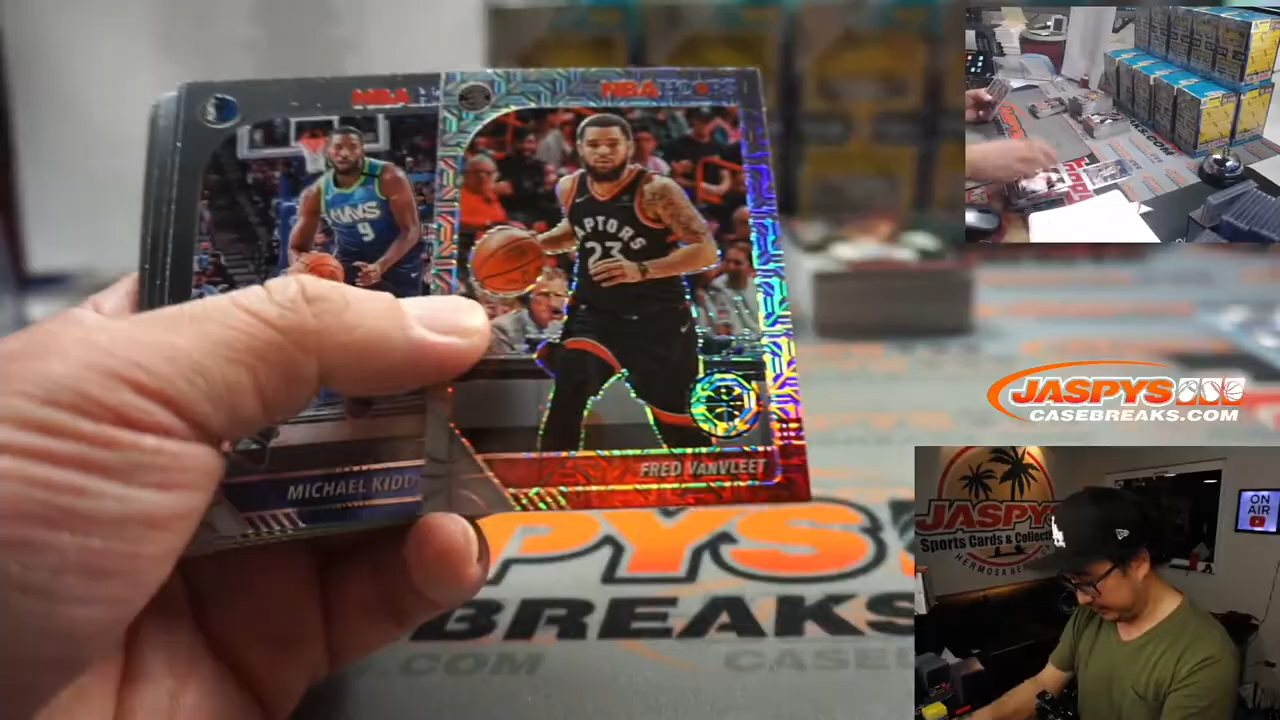 NBA
NBA HOOPS
RAPTORS
23
MAVS
9
FRED VANVLEET
MICHAEL KIDD
JASPYS
CASEBREAKS.COM
JASPYS
Sports Cards & Collecti
HERMOSA BE
ON
AIR
PYS
BREAKS
.COM
CASE